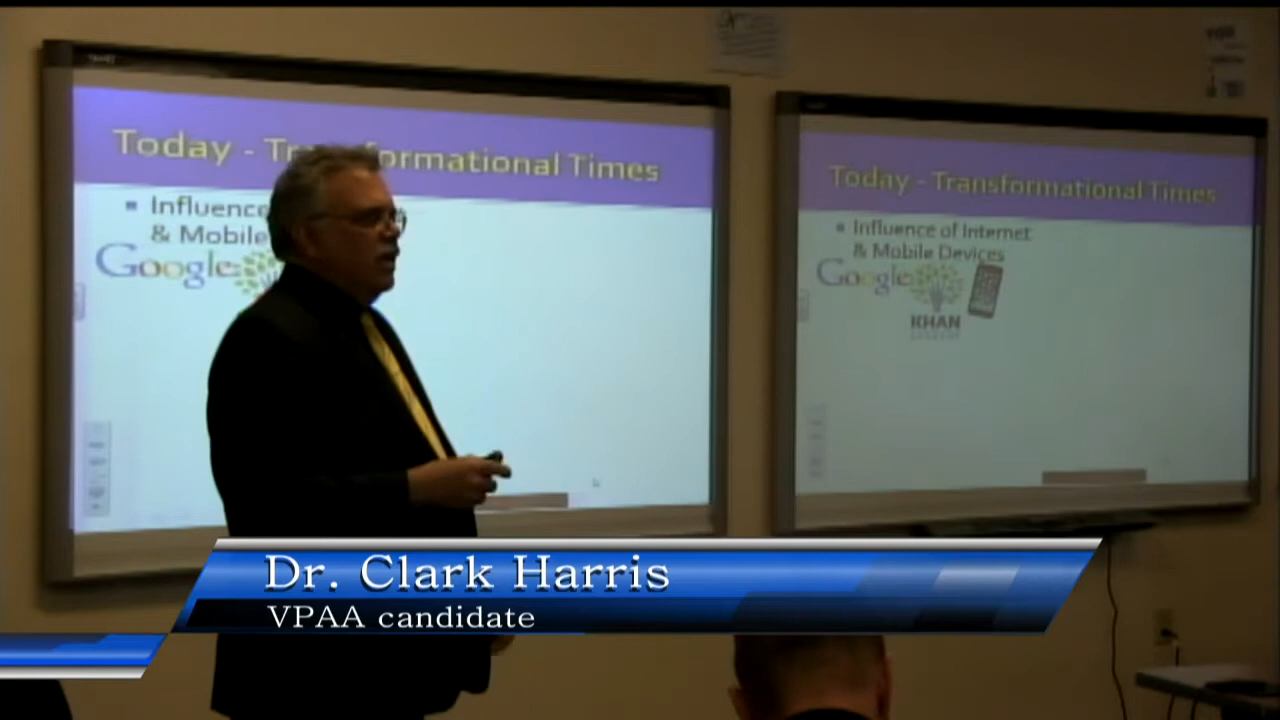 Today - Tr
formational Times
Influence
& Mobile
Google
Today - Transformational Times
Influence of Internet
& Mobile Devices
Google
KHAN
Dr. Clark Harris
VPAA candidate